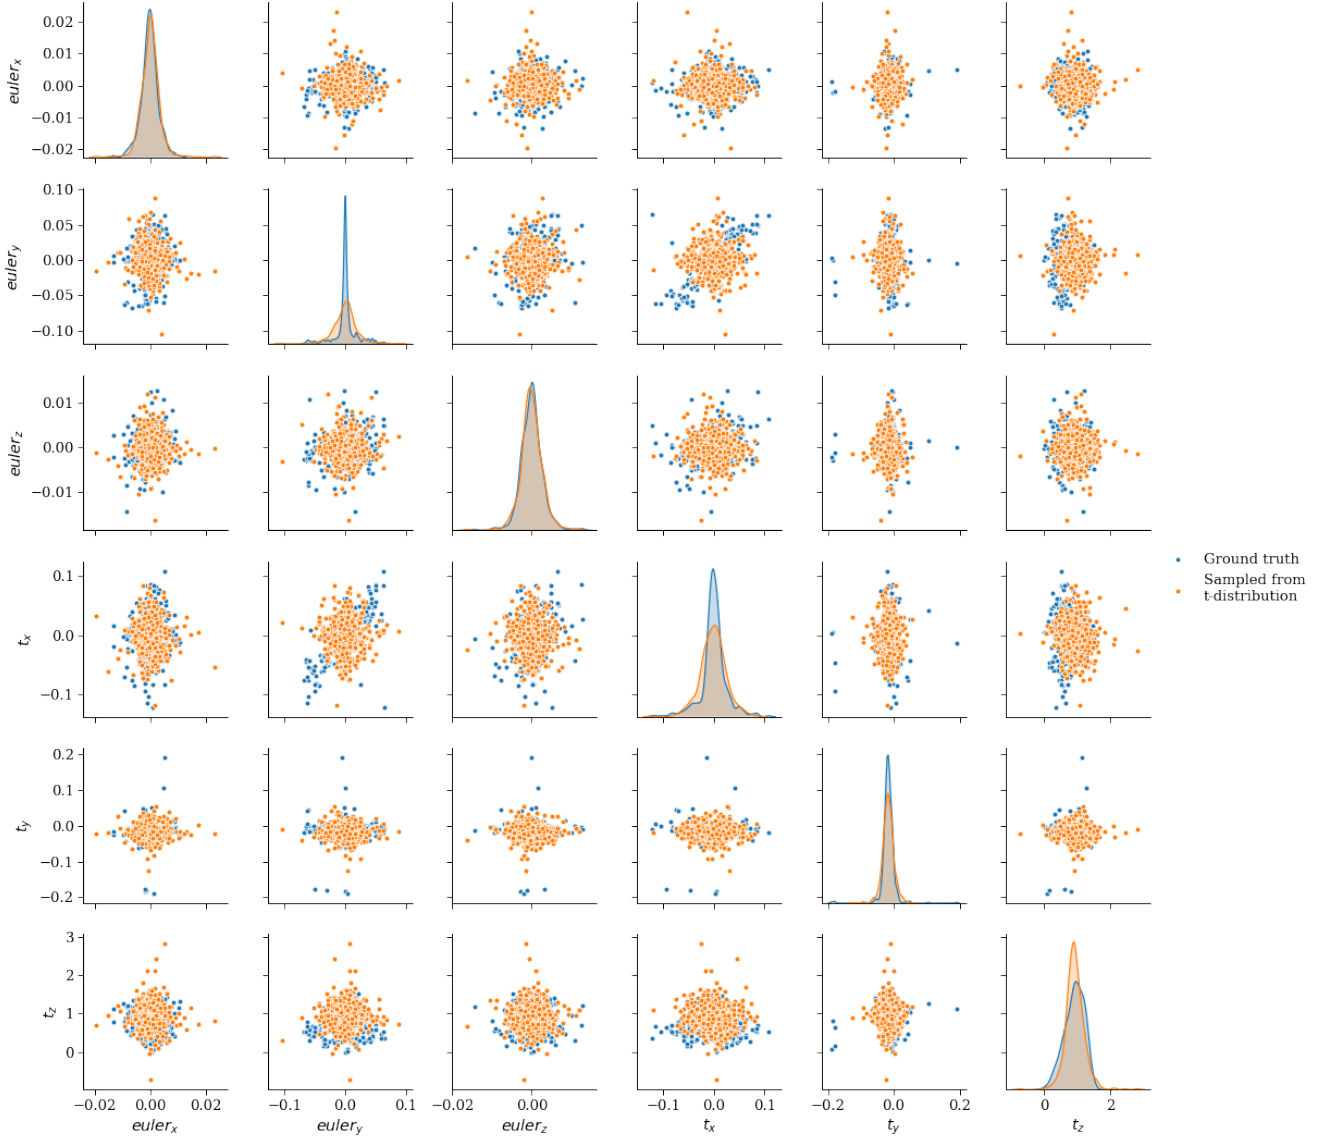 euler_x
0.02
0.01
0.00
−0.01
−0.02
euler_y
0.10
0.05
0.00
−0.05
−0.10
euler_z
0.01
0.00
−0.01
t_x
0.1
0.0
−0.1
Ground truth
Sampled from
t-distribution
t_y
0.2
0.1
0.0
−0.1
−0.2
t_z
3
2
1
0
−0.02 0.00 0.02 −0.1 0.0 0.1 −0.02 0.00 −0.1 0.0 0.1 −0.2 0.0 0.2 0 2
euler_x euler_y euler_z t_x t_y t_z